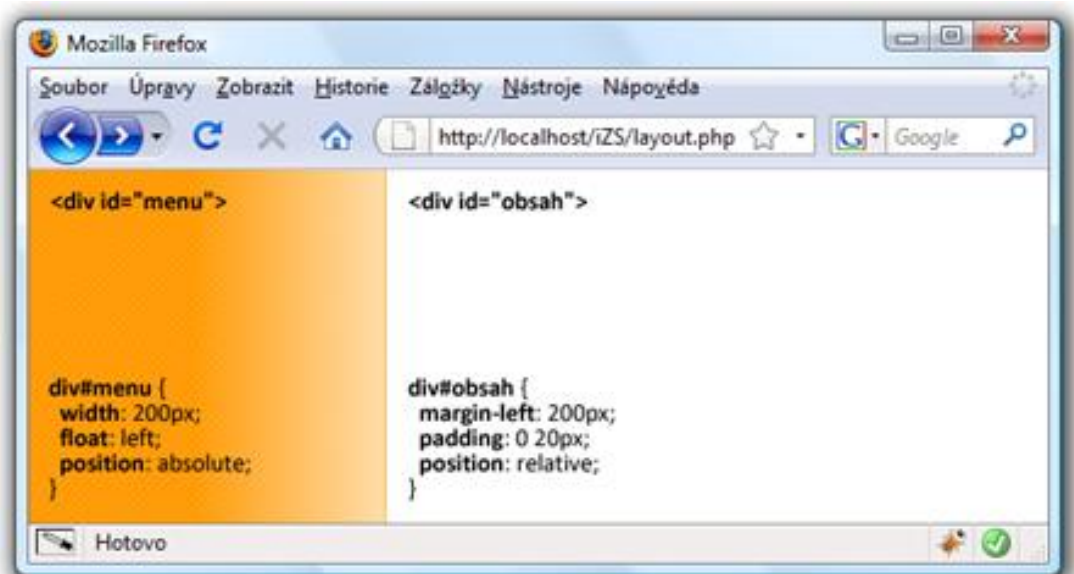 Mozilla Firefox
Soubor Úpravy Zobrazit Historie Záložky Nástroje Nápověda
http://localhost/iZS/layout.php G Google
<div id="menu"> <div id="obsah">
div#menu { div#obsah {
width: 200px; margin-left: 200px;
float: left; padding: 0 20px;
position: absolute; position: relative;
} }
Hotovo